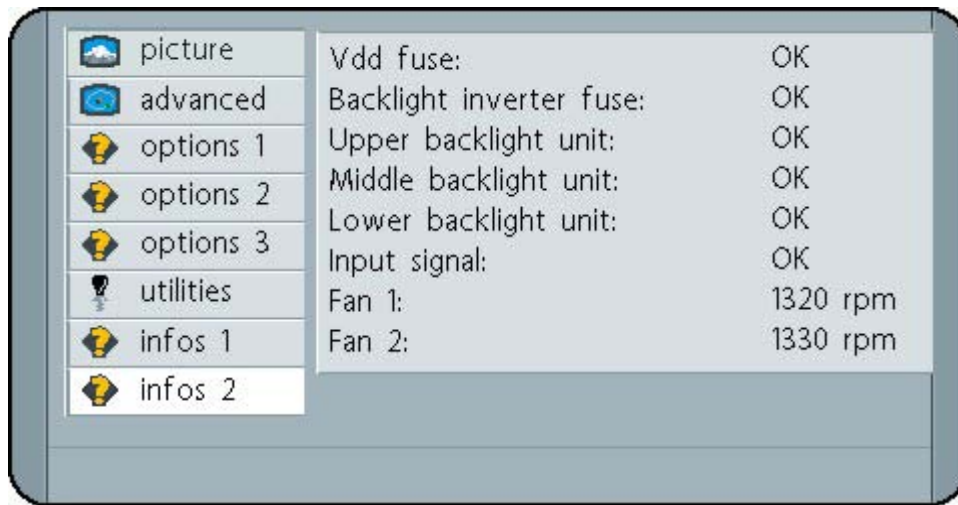 picture
advanced
options 1
options 2
options 3
utilities
infos 1
infos 2
Vdd fuse: OK
Backlight inverter fuse: OK
Upper backlight unit: OK
Middle backlight unit: OK
Lower backlight unit: OK
Input signal: OK
Fan 1: 1320 rpm
Fan 2: 1330 rpm